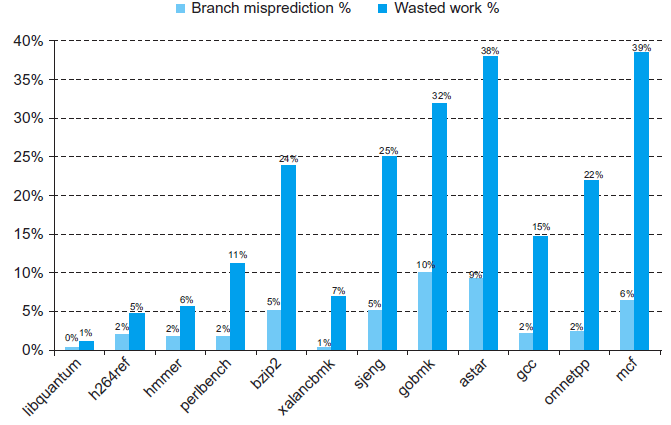 Branch misprediction % Wasted work %
40%
35%
30%
25%
20%
15%
10%
5%
0%
0% 1%
2% 5%
2% 6%
2% 11%
5% 24%
1% 7%
5% 25%
10% 32%
9% 38%
2% 15%
2% 22%
6% 39%
libquantum
h264ref
hmmer
perlbench
bzip2
xalancbmk
sjeng
gobmk
astar
gcc
omnetpp
mcf